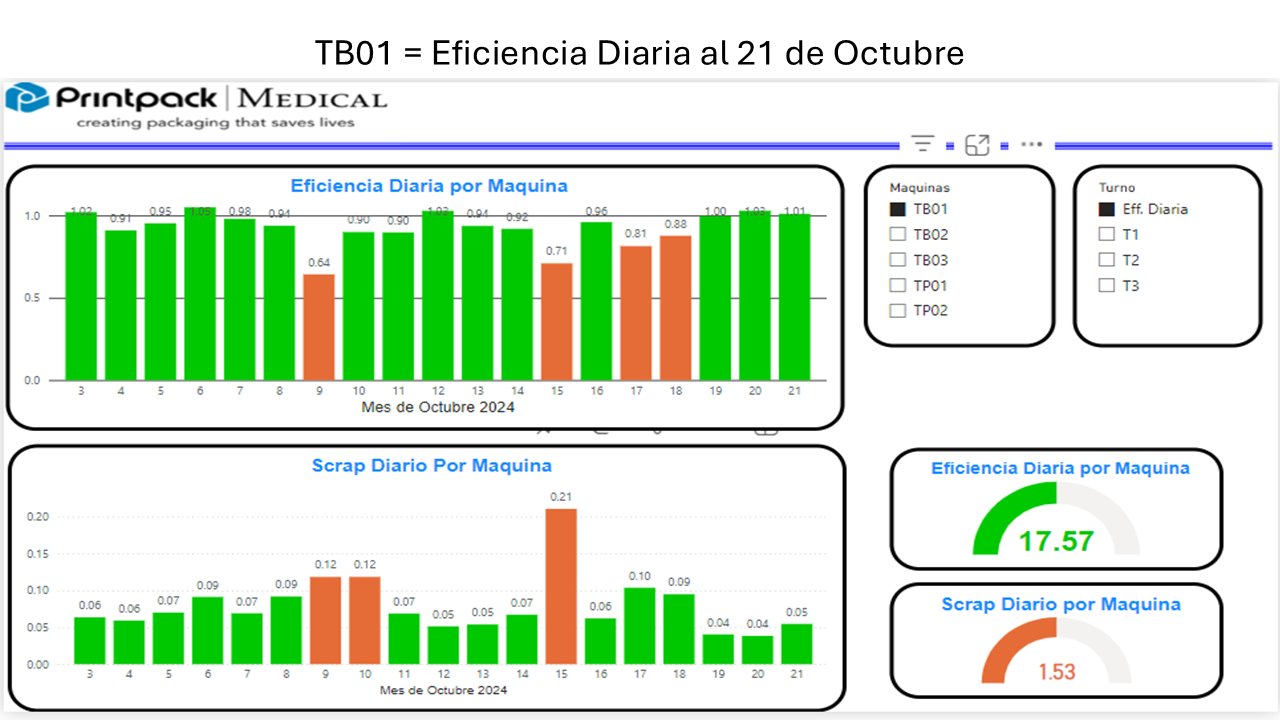 TB01 = Eficiencia Diaria al 21 de Octubre
Printpack | MEDICAL
creating packaging that saves lives
Eficiencia Diaria por Maquina
1.02 0.91 0.95 1.05 0.98 0.94 0.64 0.90 0.90 1.03 0.94 0.92 0.71 0.96 0.81 0.88 1.00 1.03 1.01
1.0
0.5
0.0
3 4 5 6 7 8 9 10 11 12 13 14 15 16 17 18 19 20 21
Mes de Octubre 2024
Maquinas
TB01
TB02
TB03
TP01
TP02
Turno
Eff. Diaria
T1
T2
T3
Scrap Diario Por Maquina
0.20
0.15
0.10
0.05
0.00
0.06 0.06 0.07 0.09 0.07 0.09 0.12 0.12 0.07 0.05 0.05 0.07 0.21 0.06 0.10 0.09 0.04 0.04 0.05
3 4 5 6 7 8 9 10 11 12 13 14 15 16 17 18 19 20 21
Mes de Octubre 2024
Eficiencia Diaria por Maquina
17.57
Scrap Diario por Maquina
1.53